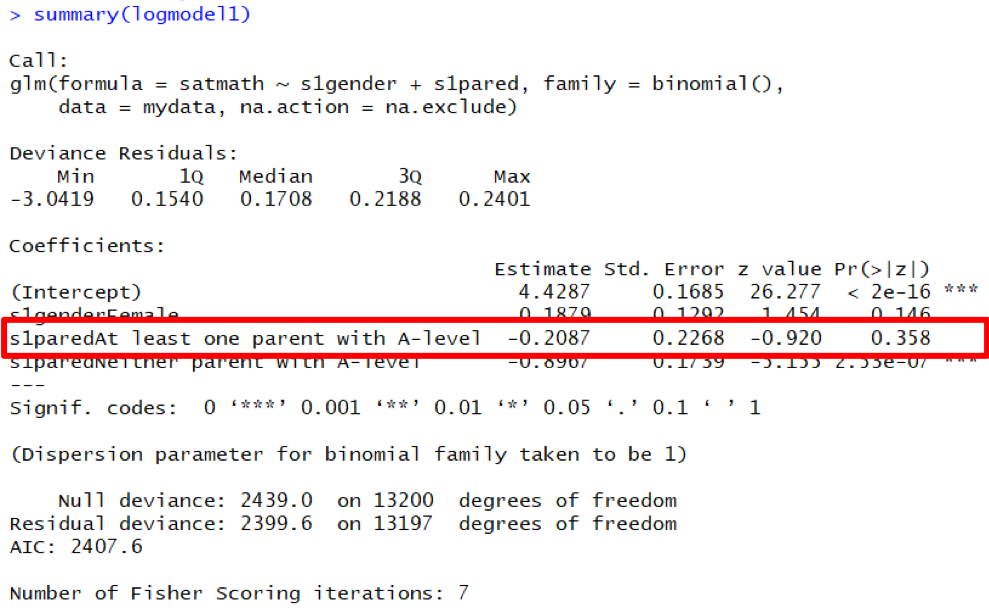 > summary(logmodel1)
Call:
glm(formula = satmath ~ s1gender + s1pared, family = binomial(),
data = mydata, na.action = na.exclude)
Deviance Residuals:
Min 1Q Median 3Q Max
-3.0419 0.1540 0.1708 0.2188 0.2401
Coefficients:
Estimate Std. Error z value Pr(>|z|)
(Intercept) 4.4287 0.1685 26.277 < 2e-16 ***
s1genderFemale 0.1879 0.1292 1.454 0.146
s1paredAt least one parent with A-level -0.2087 0.2268 -0.920 0.358
s1paredNeither parent with A-level -0.8967 0.1739 -5.155 2.53e-07 ***
---
Signif. codes: 0 ‘***’ 0.001 ‘**’ 0.01 ‘*’ 0.05 ‘.’ 0.1 ‘ ’ 1
(Dispersion parameter for binomial family taken to be 1)
Null deviance: 2439.0 on 13200 degrees of freedom
Residual deviance: 2399.6 on 13197 degrees of freedom
AIC: 2407.6
Number of Fisher Scoring iterations: 7